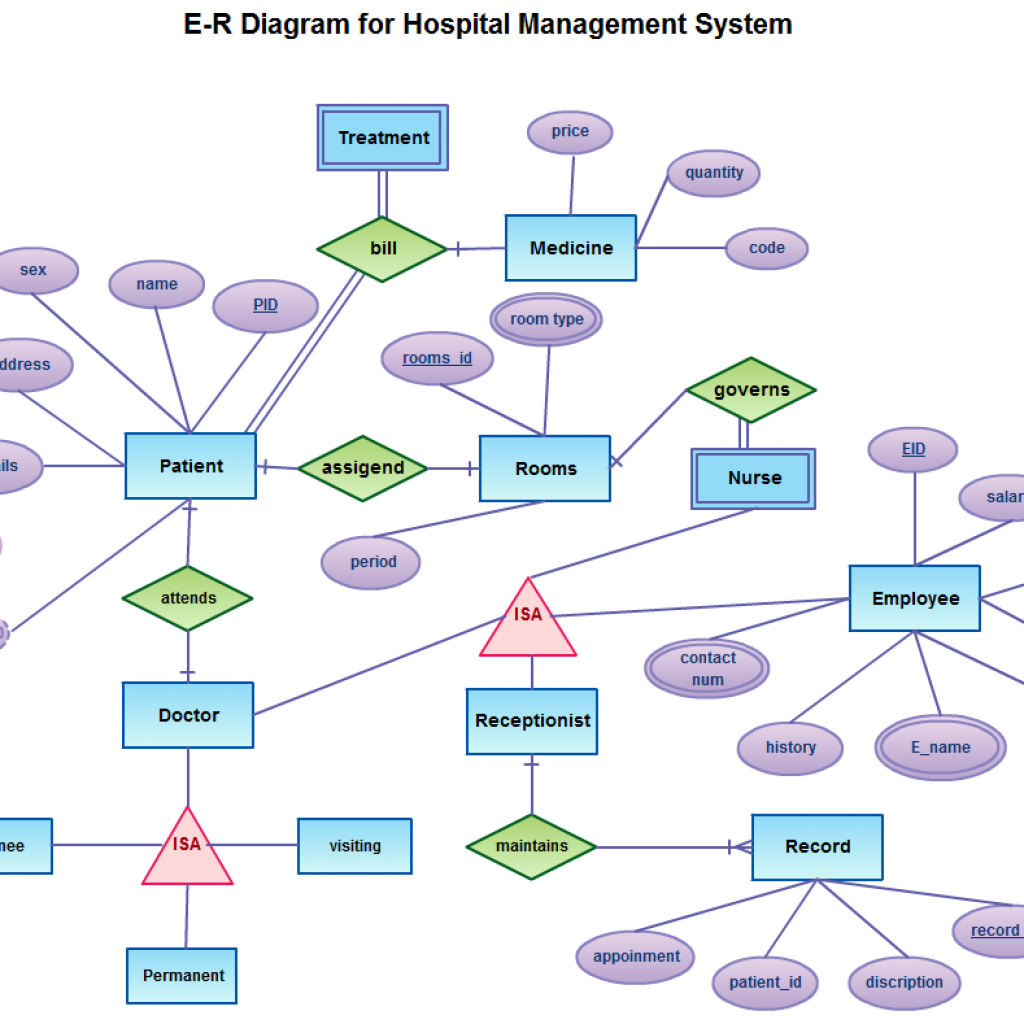 E-R Diagram for Hospital Management System
Treatment
price
quantity
bill
Medicine
code
sex
name
PID
room type
rooms_id
ddress
governs
Patient
assigend
Rooms
Nurse
EID
ils
salar
period
attends
ISA
Employee
contact
num
Doctor
Receptionist
history
E_name
nee
ISA
visiting
maintains
Record
Permanent
appoinment
patient_id
discription
record